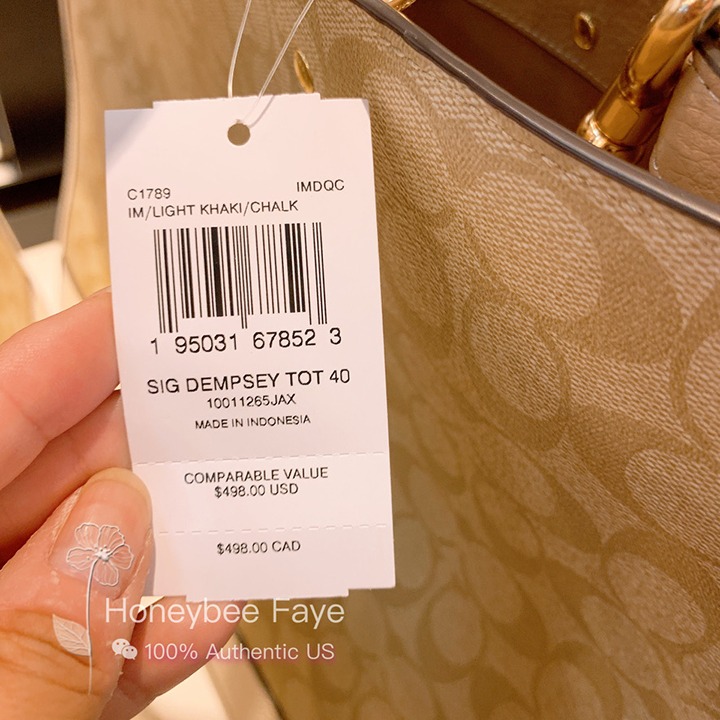 C1789 IMDQC
IM/LIGHT KHAKI/CHALK
1 95031 67852 3
SIG DEMPSEY TOT 40
10011265JAX
MADE IN INDONESIA
COMPARABLE VALUE
$498.00 USD
$498.00 CAD
Honeybee Faye
100% Authentic US